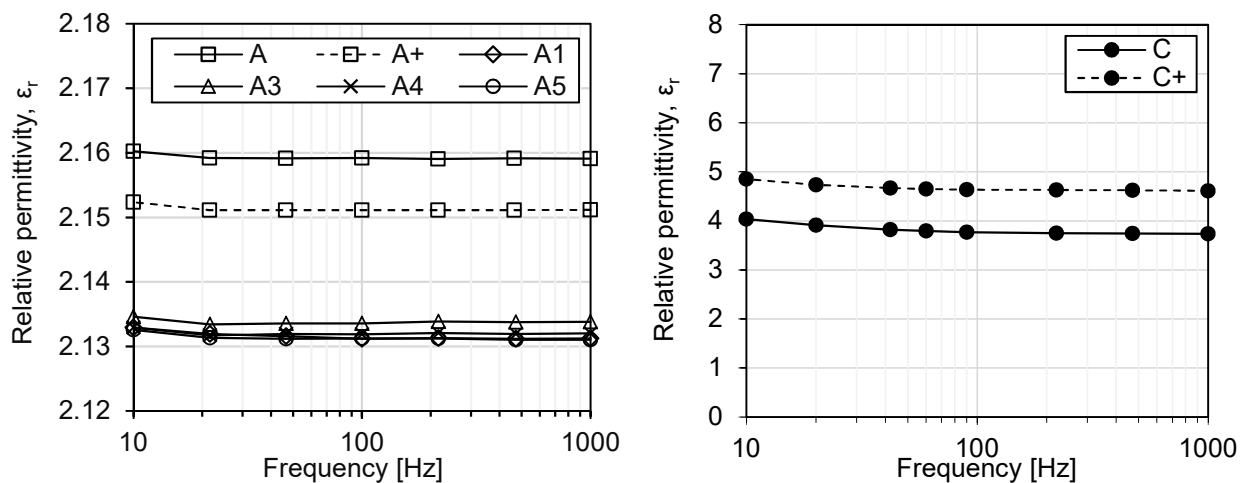 Relative permittivity, εr
2.18
2.17
2.16
2.15
2.14
2.13
2.12
A A+ A1
A3 A4 A5
10 100 1000
Frequency [Hz]
Relative permittivity, εr
8
7
6
5
4
3
2
1
0
C
C+
10 100 1000
Frequency [Hz]